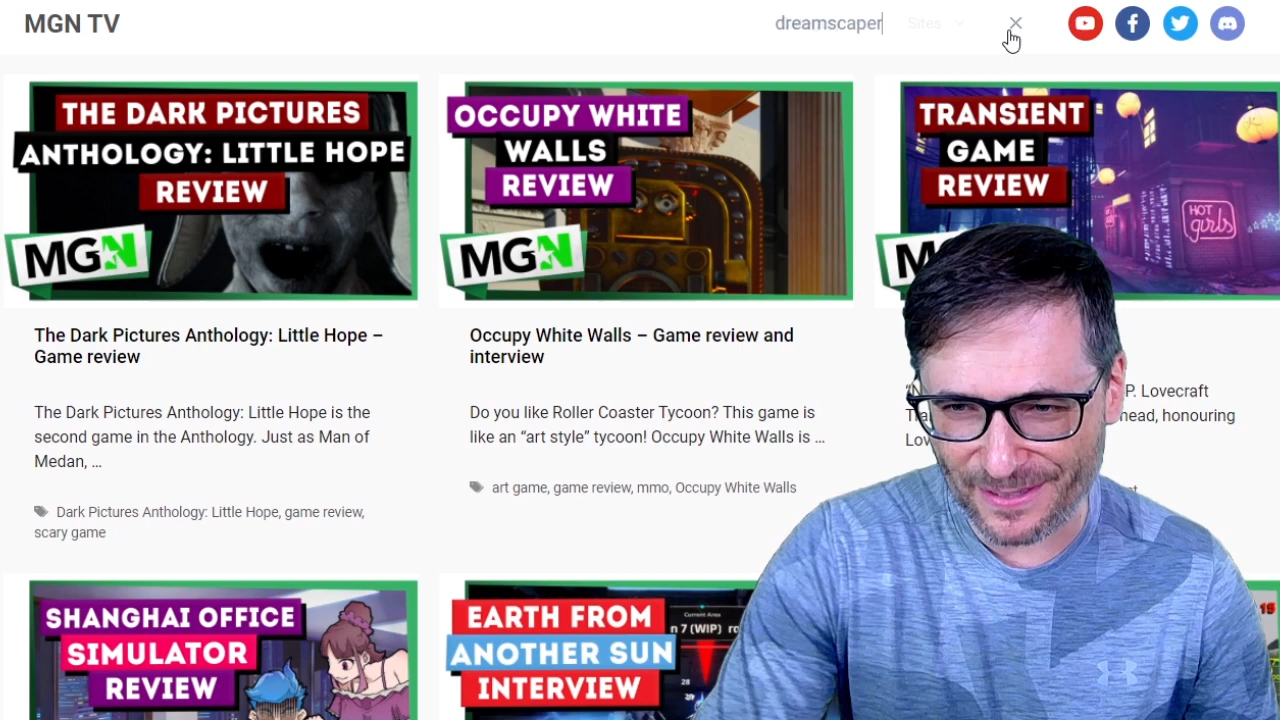 MGN TV
dreamscaper
Sites
THE DARK PICTURES
ANTHOLOGY: LITTLE HOPE
REVIEW
MGN
OCCUPY WHITE
WALLS
REVIEW
MGN
TRANSIENT
GAME
REVIEW
HOT
girls
M
The Dark Pictures Anthology: Little Hope –
Game review
The Dark Pictures Anthology: Little Hope is the
second game in the Anthology. Just as Man of
Medan, …
Dark Pictures Anthology: Little Hope, game review,
scary game
Occupy White Walls – Game review and
interview
Do you like Roller Coaster Tycoon? This game is
like an “art style” tycoon! Occupy White Walls is …
art game, game review, mmo, Occupy White Walls
P. Lovecraft
head, honouring
SHANGHAI OFFICE
SIMULATOR
REVIEW
EARTH FROM
ANOTHER SUN
INTERVIEW
Current Area
n 7 (WIP)
28